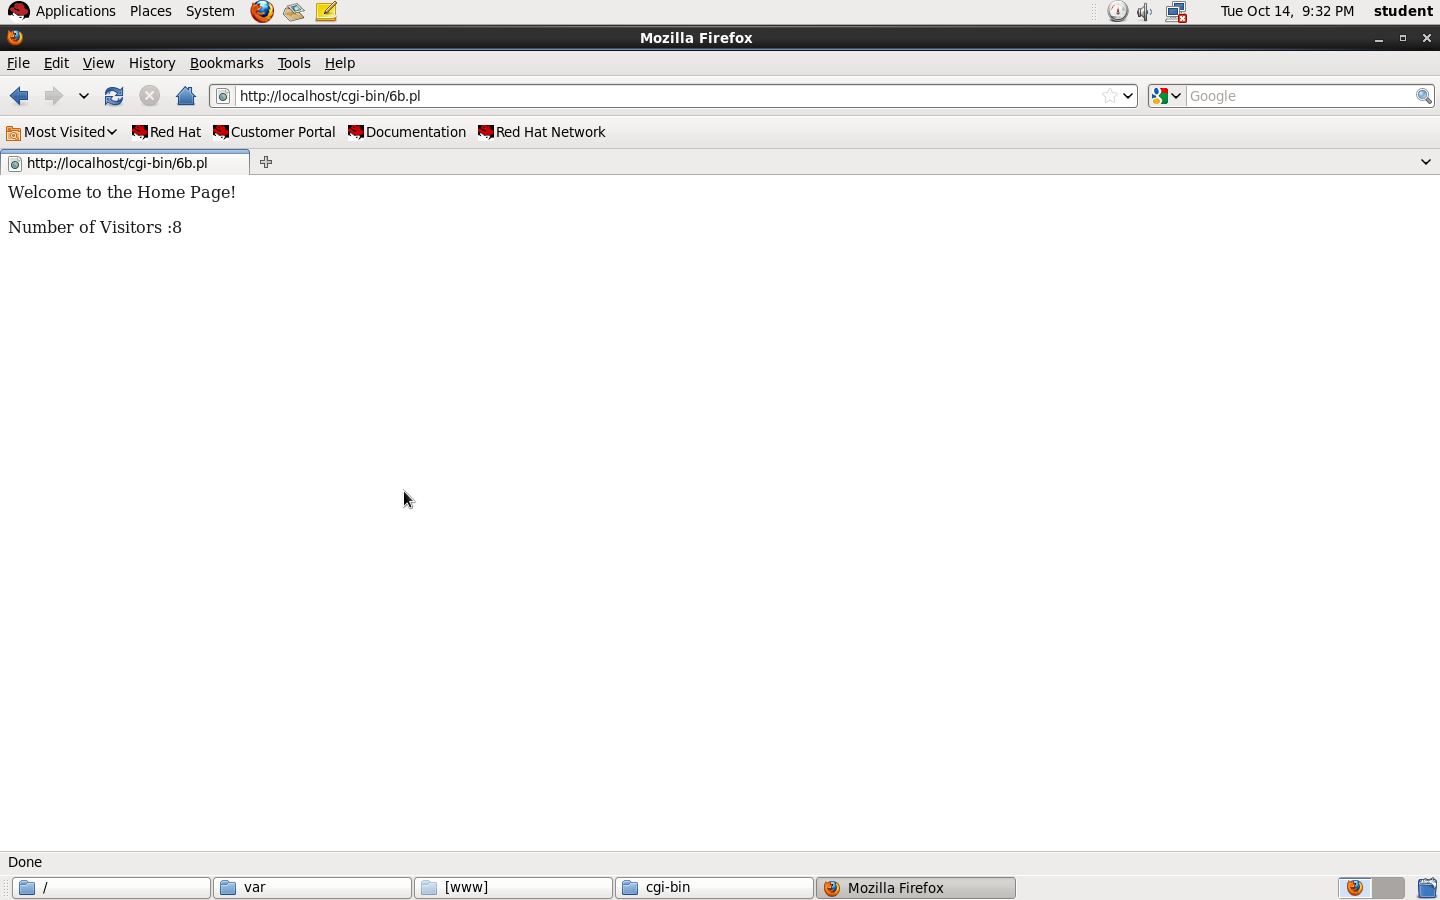 Applications Places System Tue Oct 14, 9:32 PM student
Mozilla Firefox
File Edit View History Bookmarks Tools Help
http://localhost/cgi-bin/6b.pl Google
Most Visited Red Hat Customer Portal Documentation Red Hat Network
http://localhost/cgi-bin/6b.pl
Welcome to the Home Page!
Number of Visitors :8
Done
/ var [www] cgi-bin Mozilla Firefox